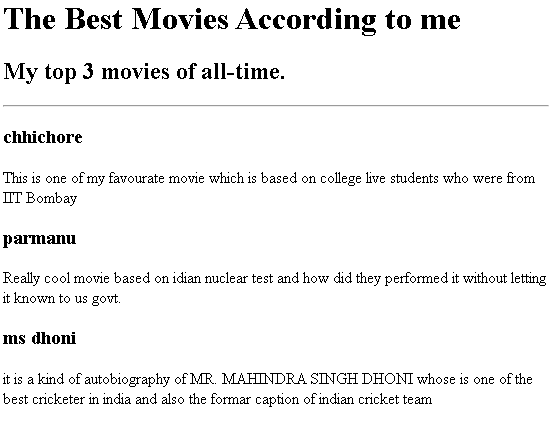 The Best Movies According to me
My top 3 movies of all-time.
chhichore
This is one of my favourate movie which is based on college live students who were from
IIT Bombay
parmanu
Really cool movie based on idian nuclear test and how did they performed it without letting
it known to us govt.
ms dhoni
it is a kind of autobiography of MR. MAHINDRA SINGH DHONI whose is one of the
best cricketer in india and also the formar caption of indian cricket team